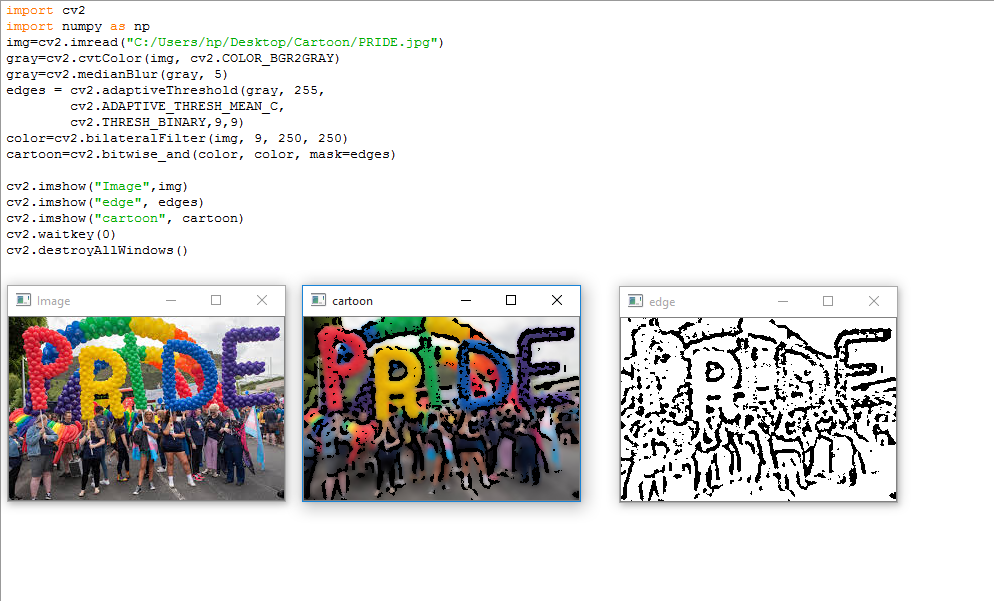 import cv2
import numpy as np
img=cv2.imread("C:/Users/hp/Desktop/Cartoon/PRIDE.jpg")
gray=cv2.cvtColor(img, cv2.COLOR_BGR2GRAY)
gray=cv2.medianBlur(gray, 5)
edges = cv2.adaptiveThreshold(gray, 255,
        cv2.ADAPTIVE_THRESH_MEAN_C,
        cv2.THRESH_BINARY,9,9)
color=cv2.bilateralFilter(img, 9, 250, 250)
cartoon=cv2.bitwise_and(color, color, mask=edges)

cv2.imshow("Image",img)
cv2.imshow("edge", edges)
cv2.imshow("cartoon", cartoon)
cv2.waitkey(0)
cv2.destroyAllWindows()
Image
cartoon
edge
PRIDE
PRIDE
PRIDE